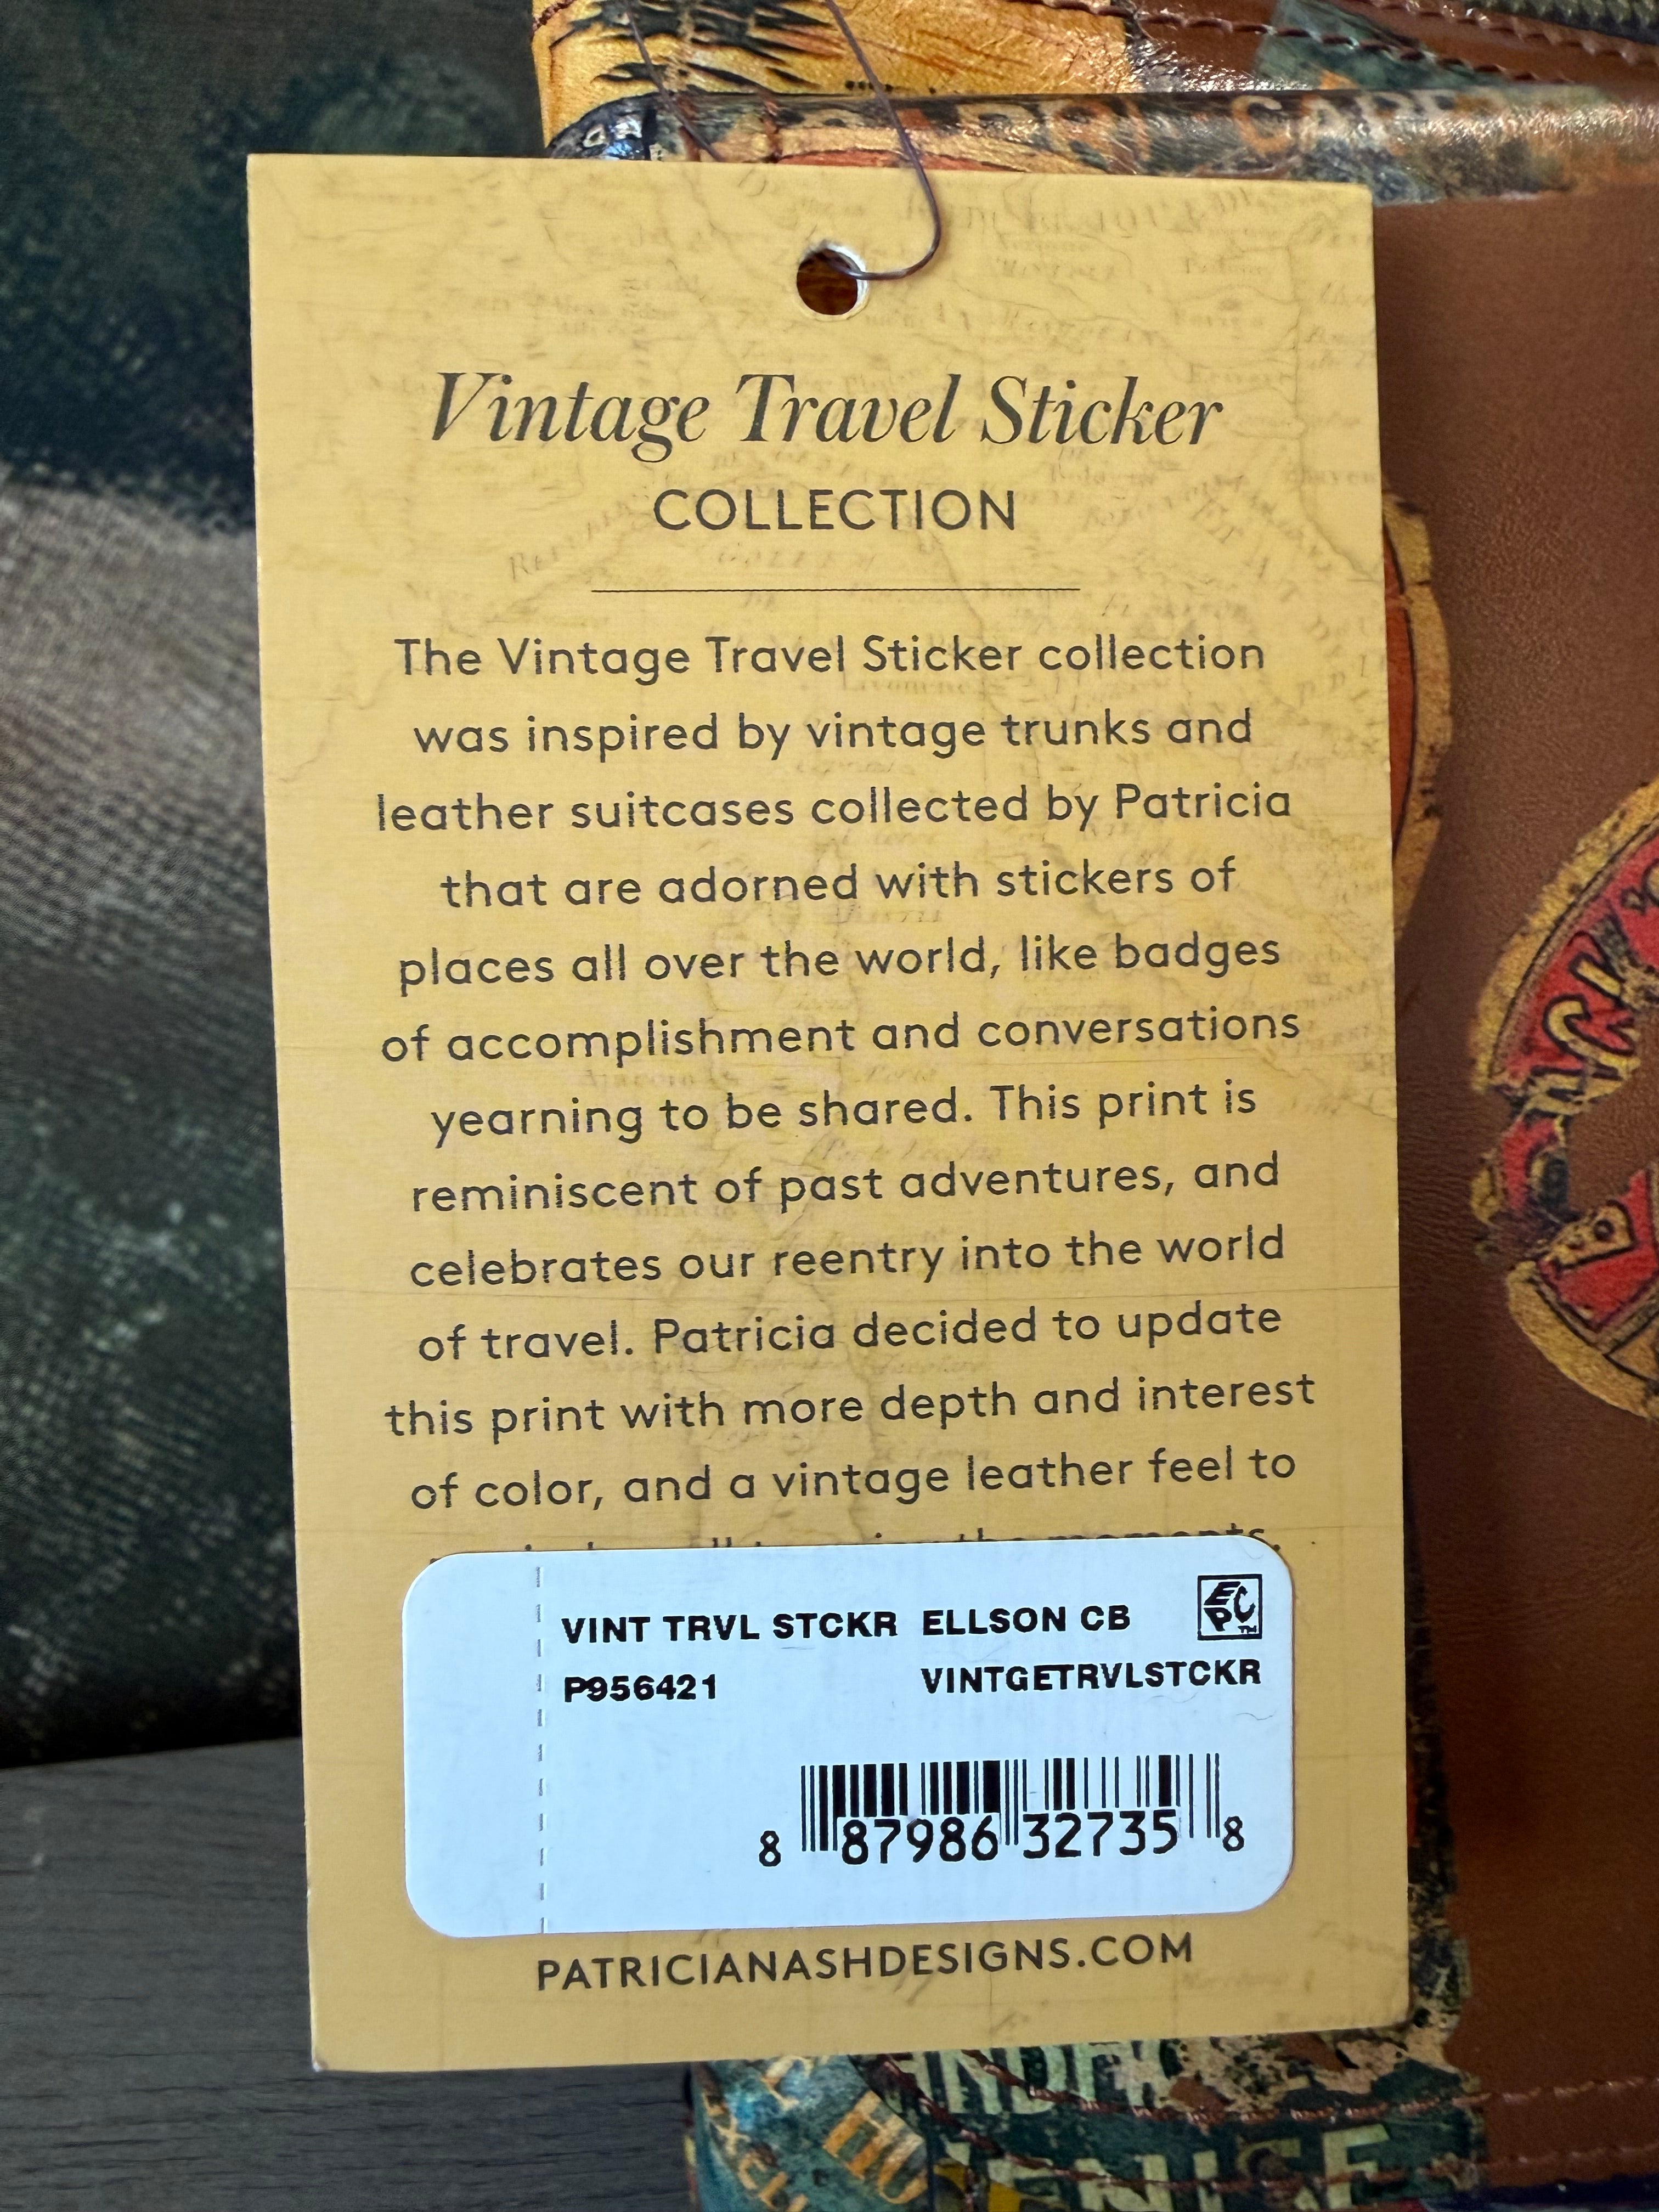 Vintage Travel Sticker
COLLECTION
The Vintage Travel Sticker collection
was inspired by vintage trunks and
leather suitcases collected by Patricia
that are adorned with stickers of
places all over the world, like badges
of accomplishment and conversations
yearning to be shared. This print is
reminiscent of past adventures, and
celebrates our reentry into the world
of travel. Patricia decided to update
this print with more depth and interest
of color, and a vintage leather feel to
the moments.
VINT TRVL STCKR ELLSON CB
EPC™
P956421 VINTGETRVLSTCKR
8 87986 32735 8
PATRICIANASHDESIGNS.COM